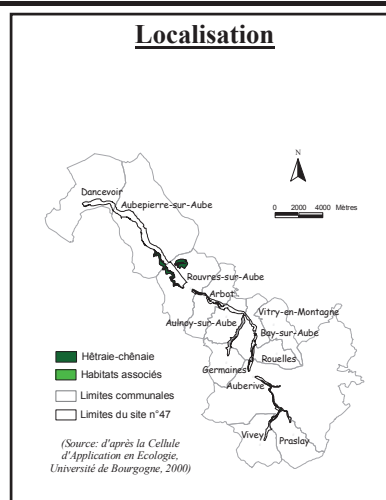 Localisation
N
0 2000 4000 Mètres
Dancevoir
Aubepierre-sur-Aube
Rouvres-sur-Aube
Arbot
Vitry-en-Montagne
Aulnoy-sur-Aube
Bay-sur-Aube
Rouelles
Germaines
Auberive
Vivey
Praslay
Hêtraie-chênaie
Habitats associés
Limites communales
Limites du site n°47
(Source: d'après la Cellule
d'Application en Ecologie,
Université de Bourgogne, 2000)